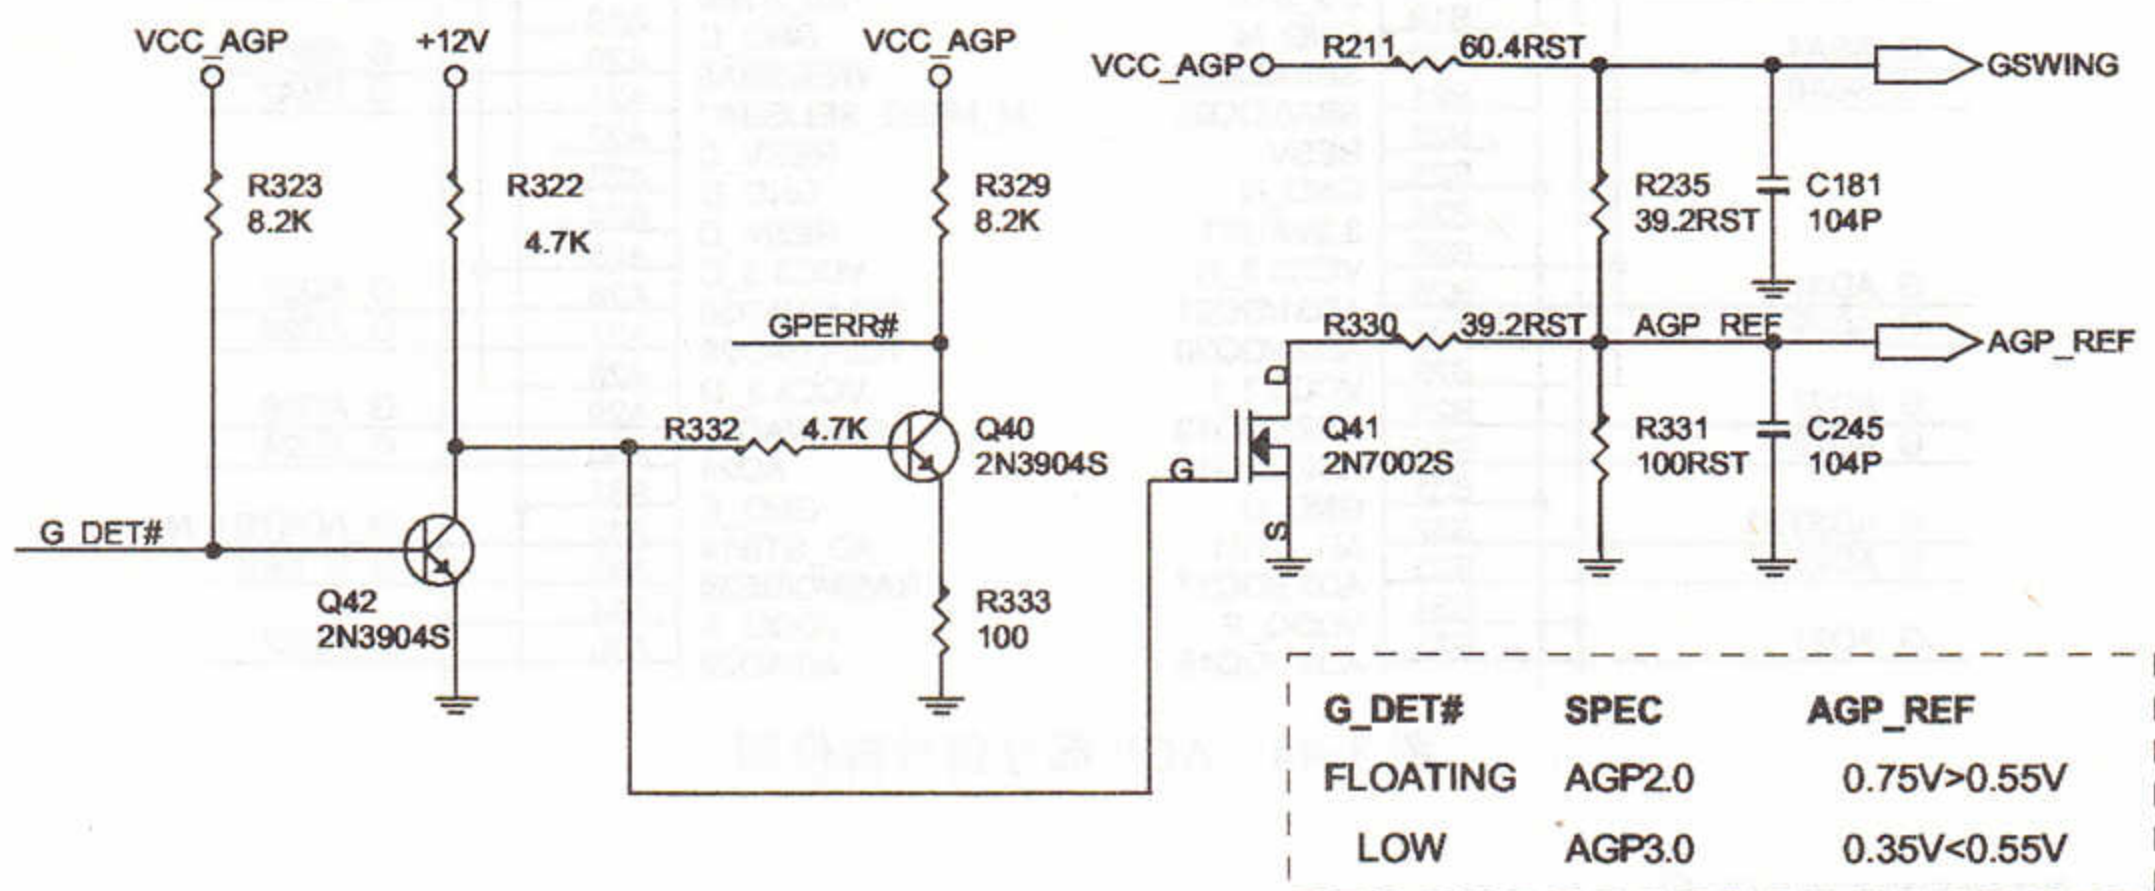 VCC_AGP
+12V
VCC_AGP
VCC_AGP
R211
60.4RST
GSWING
R323
8.2K
R322
4.7K
R329
8.2K
R235
39.2RST
C181
104P
GPERR#
R330
39.2RST
AGP_REF
AGP_REF
D
R332
4.7K
Q40
2N3904S
Q41
2N7002S
R331
100RST
C245
104P
G
G_DET#
S
Q42
2N3904S
R333
100
G_DET# SPEC AGP_REF
FLOATING AGP2.0 0.75V>0.55V
LOW AGP3.0 0.35V<0.55V